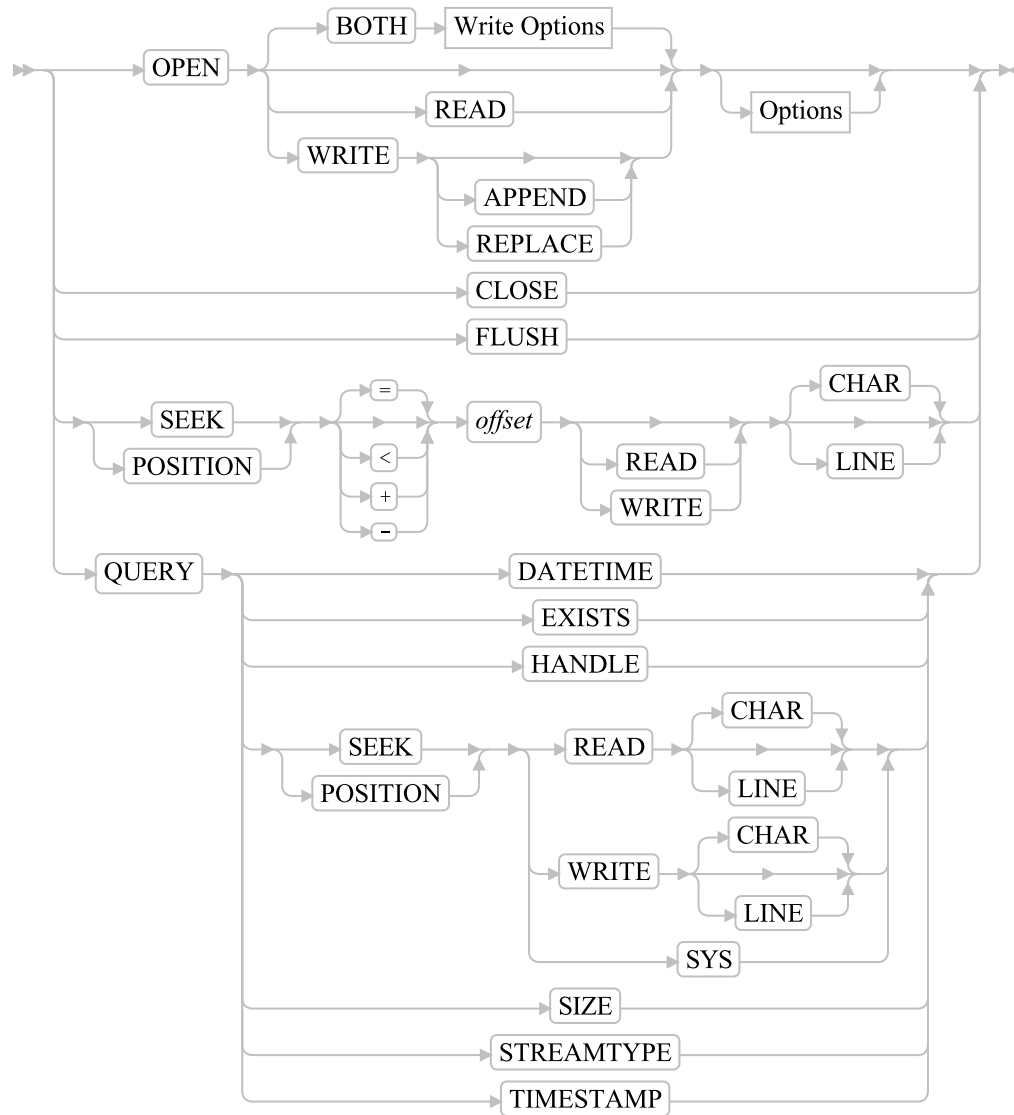 BOTH Write Options
OPEN
READ Options
WRITE
APPEND
REPLACE
CLOSE
FLUSH
= CHAR
SEEK offset
POSITION < READ LINE
+ WRITE
-
QUERY DATETIME
EXISTS
HANDLE
CHAR
SEEK READ
POSITION LINE
CHAR
WRITE
LINE
SYS
SIZE
STREAMTYPE
TIMESTAMP